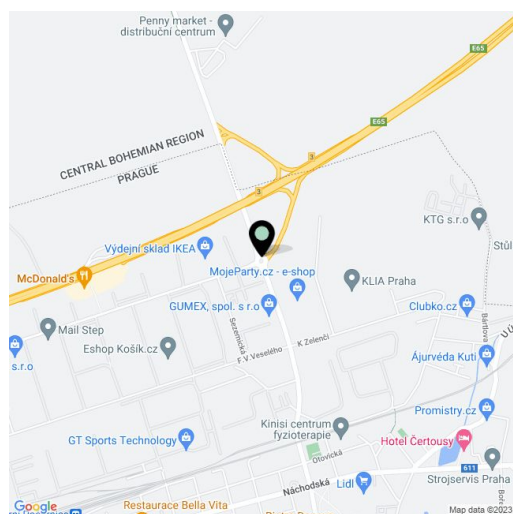 Penny market -
distribuční centrum
E65
E65
CENTRAL BOHEMIAN REGION
PRAGUE
3
3
KTG s.r.o
Stůl
Výdejní sklad IKEA
McDonald's
MojeParty.cz - e-shop
KLIA Praha
GUMEX, spol. s r.o
Clubko.cz
Mail Step
Sezemická
K Zelenči
Bártlova
F. V. Veselého
Eshop Košík.cz
s.r.o
Ájurvéda Kuti
Promistry.cz
Kinisi centrum
fyzioterapie
GT Sports Technology
Hotel Čertousy
Otovická
611
Náchodská
Lidl
Strojservis Praha
Restaurace Bella Vita
Google
Map data ©2023